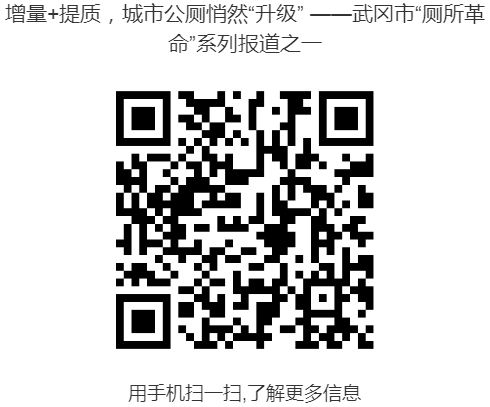 增量+提质，城市公厕悄然“升级” ——武冈市“厕所革
命”系列报道之一
用手机扫一扫,了解更多信息